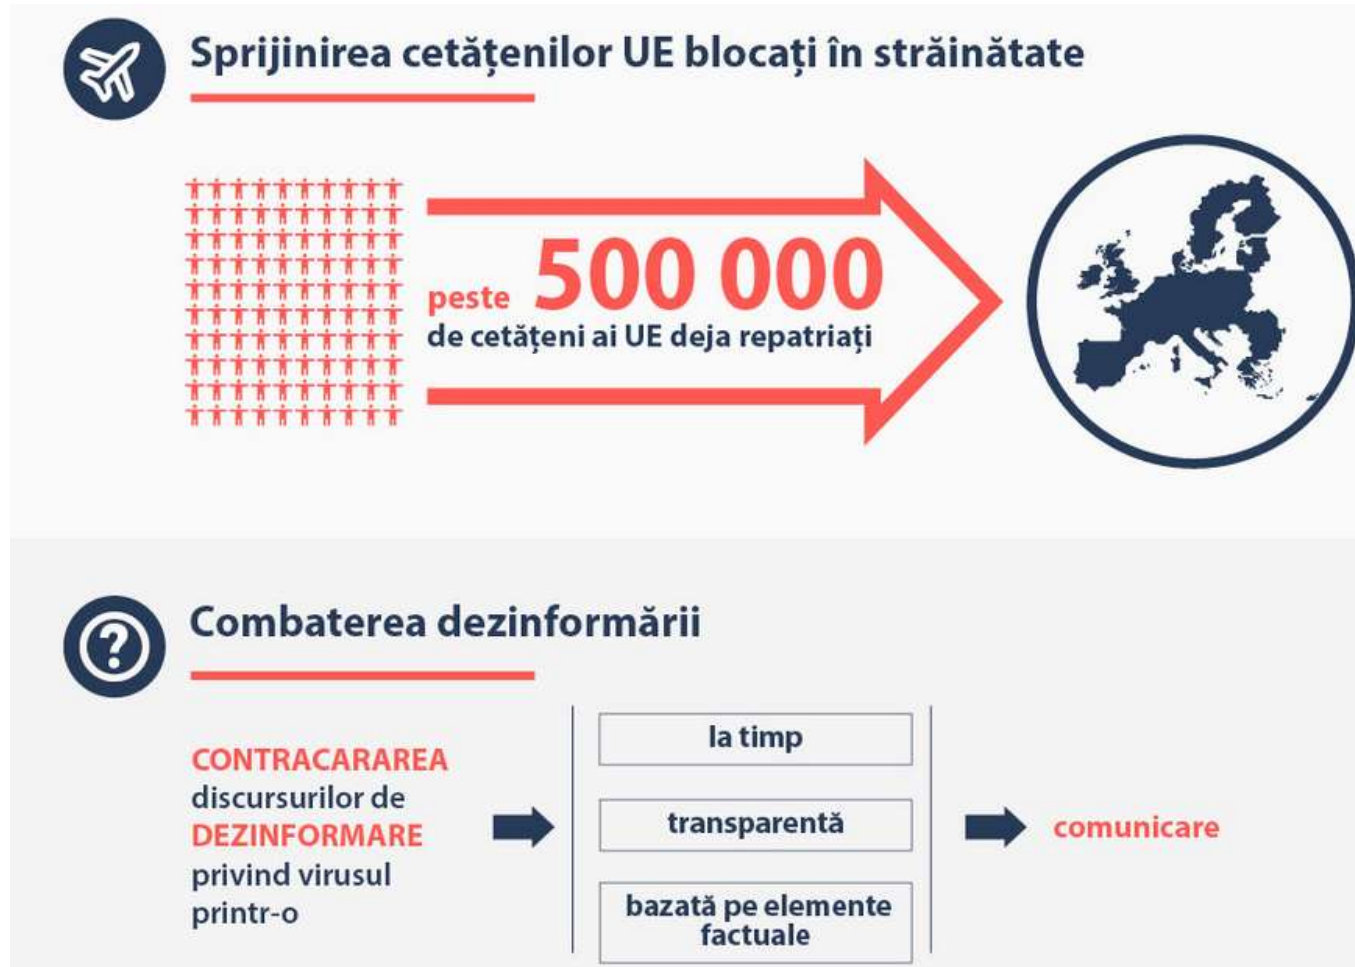 Sprijinirea cetățenilor UE blocați în străinătate
peste 500 000
de cetățeni ai UE deja repatriați
Combaterea dezinformării
CONTRACARAREA
discursurilor de
DEZINFORMARE
privind virusul
printr-o
la timp
transparentă
bazată pe elemente
factuale
comunicare